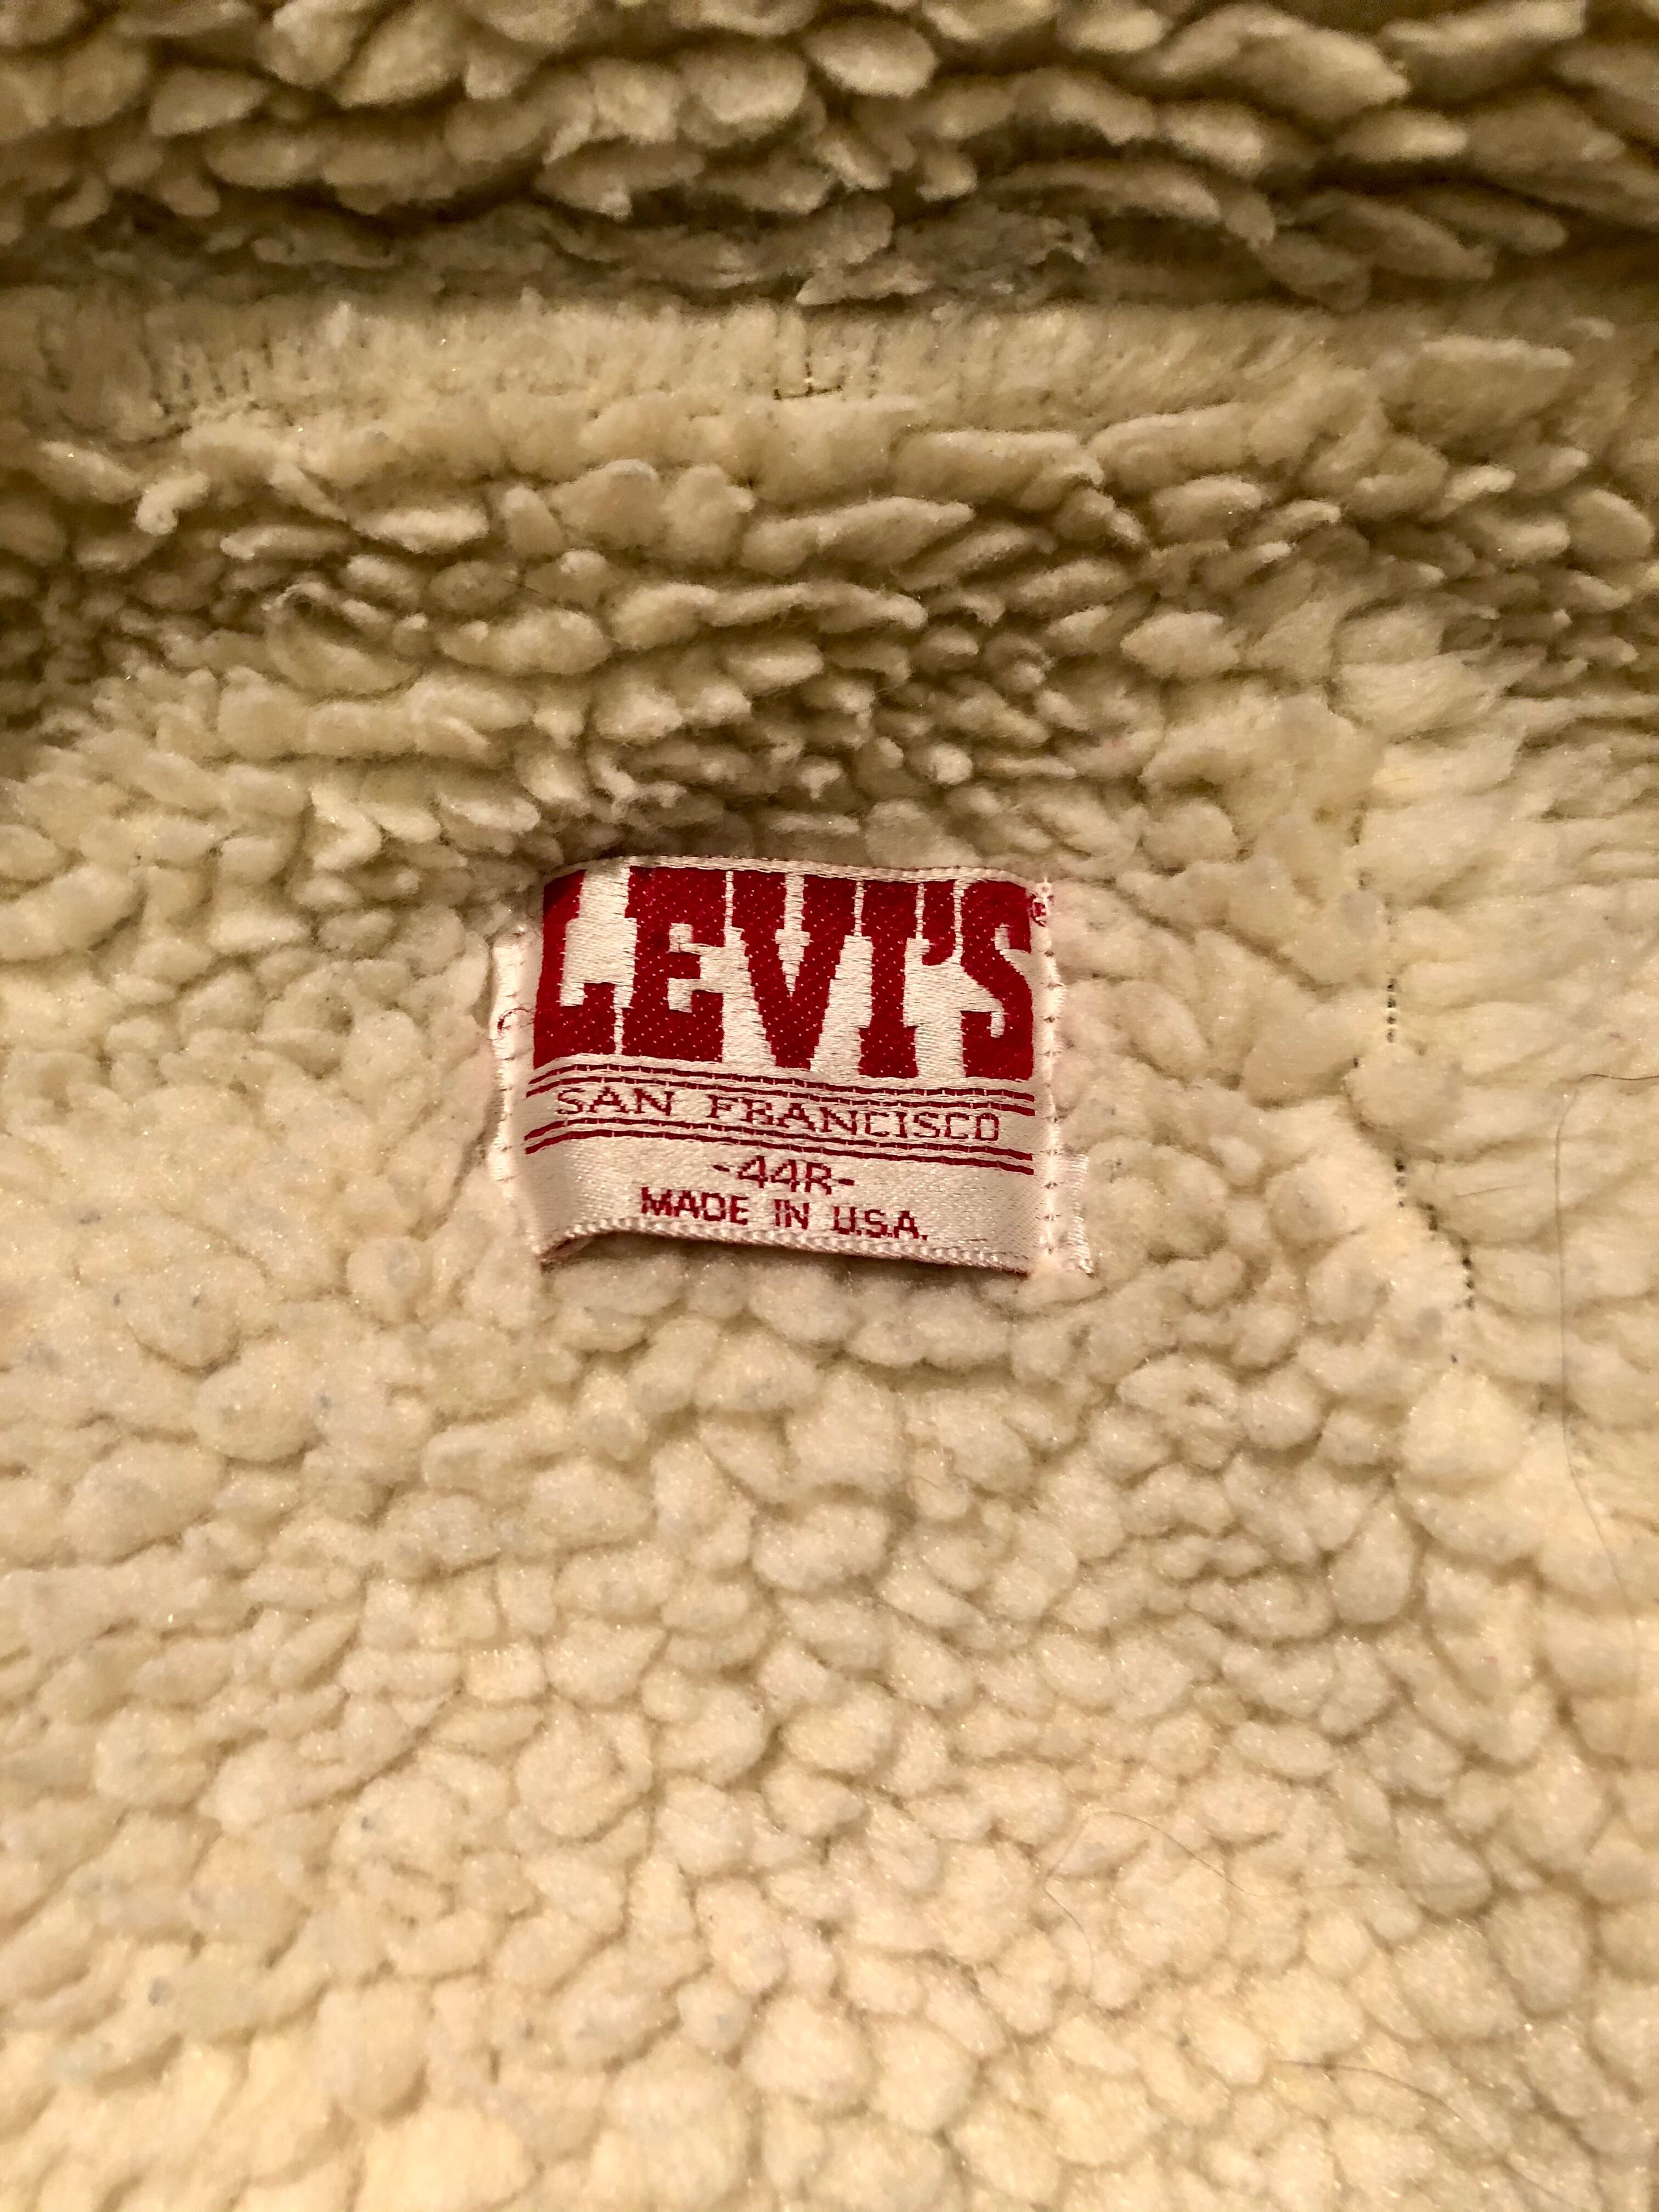 LEVI'S®
SAN FRANCISCO
-44R-
MADE IN U.S.A.